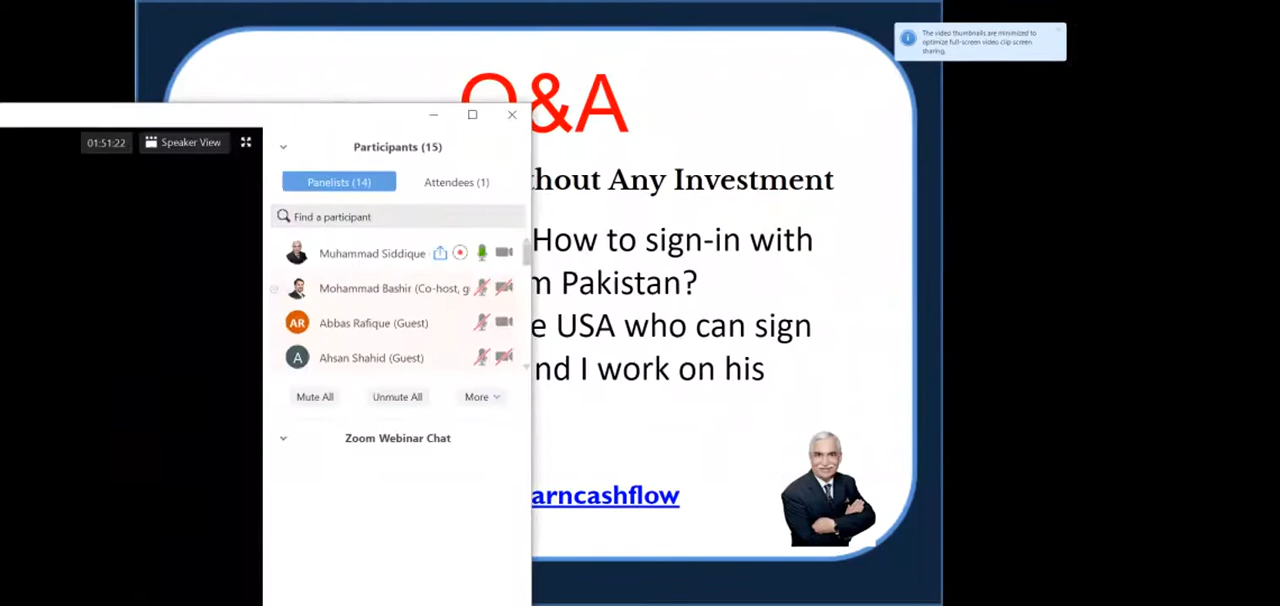 The video thumbnails are minimized to
optimize full-screen video clip screen
sharing.
Q&A
thout Any Investment
How to sign-in with
m Pakistan?
e USA who can sign
nd I work on his
arncashflow
01:51:22
Speaker View
Participants (15)
Panelists (14)
Attendees (1)
Find a participant
Muhammad Siddique
Mohammad Bashir (Co-host, g
AR
Abbas Rafique (Guest)
A
Ahsan Shahid (Guest)
Mute All
Unmute All
More
Zoom Webinar Chat